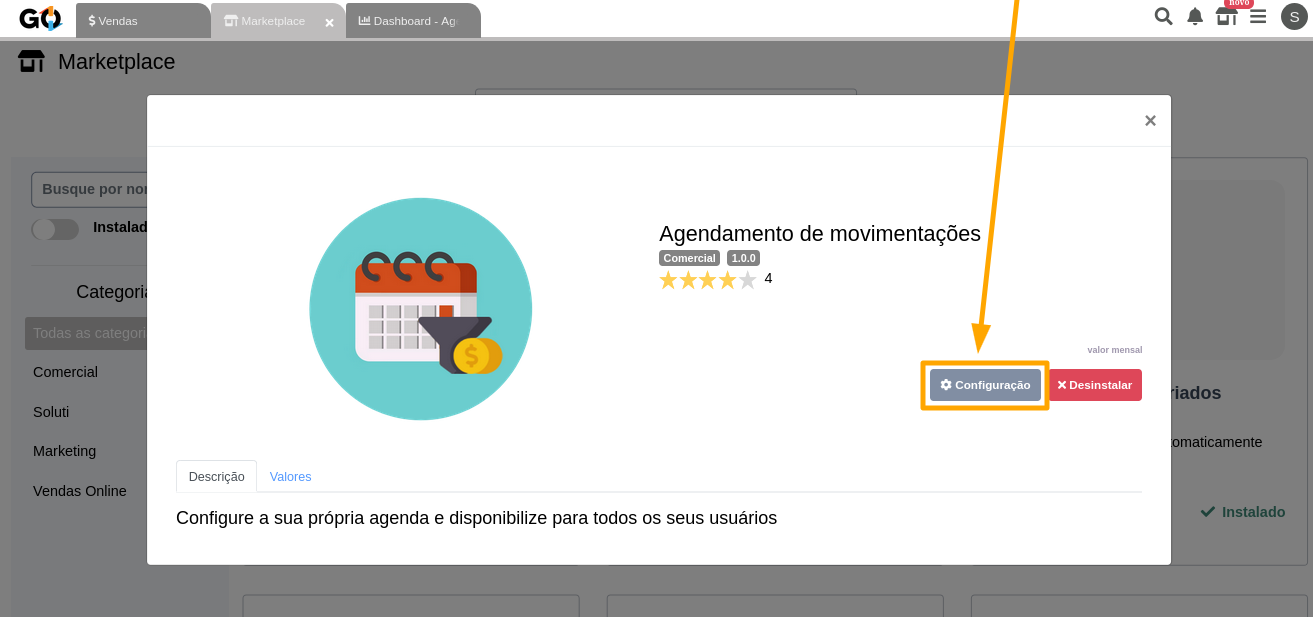 GO
Vendas
Marketplace ×
Dashboard - Ag
novo
S
Marketplace
×
Busque por no
Instalad
Categoria
Todas as categori
Comercial
Soluti
Marketing
Vendas Online
Agendamento de movimentações
Comercial 1.0.0
4
valor mensal
Configuração
Desinstalar
Descrição
Valores
Configure a sua própria agenda e disponibilize para todos os seus usuários
riados
tomaticamente
Instalado